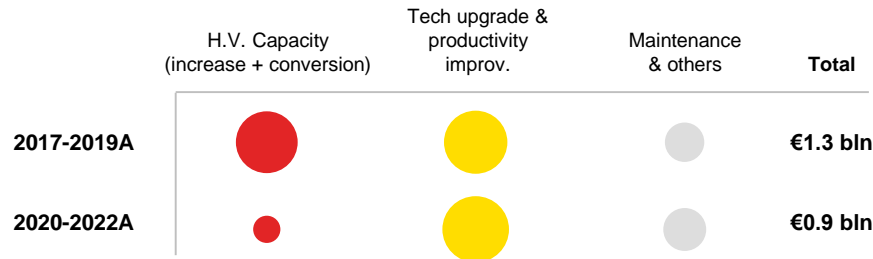 H.V. Capacity
(increase + conversion)
Tech upgrade &
productivity
improv.
Maintenance
& others
Total
2017-2019A
€1.3 bln
2020-2022A
€0.9 bln